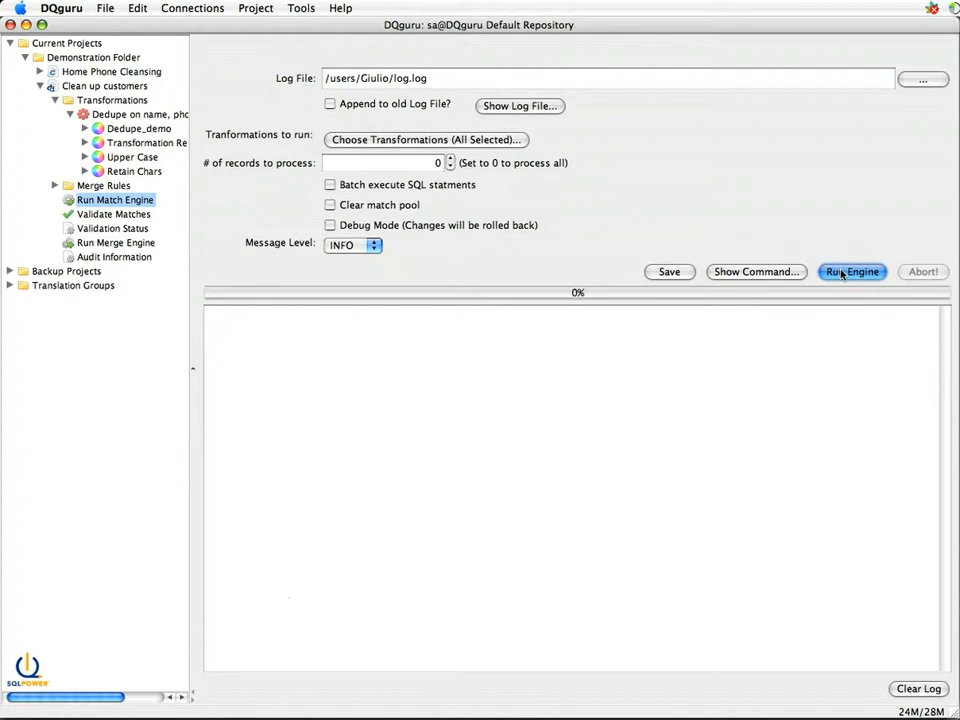 DQguru File Edit Connections Project Tools Help
DQguru: sa@DQguru Default Repository
Current Projects
Demonstration Folder
Home Phone Cleansing
Clean up customers
Transformations
Dedupe on name, phc
Dedupe_demo
Transformation Re
Upper Case
Retain Chars
Merge Rules
Run Match Engine
Validate Matches
Validation Status
Run Merge Engine
Audit Information
Backup Projects
Translation Groups
SQLPOWER
Log File: /users/Giulio/log.log ...
Append to old Log File? Show Log File...
Tranformations to run: Choose Transformations (All Selected)...
# of records to process: 0 (Set to 0 to process all)
Batch execute SQL statments
Clear match pool
Debug Mode (Changes will be rolled back)
Message Level: INFO
Save Show Command... Run Engine Abort!
0%
Clear Log
24M/28M